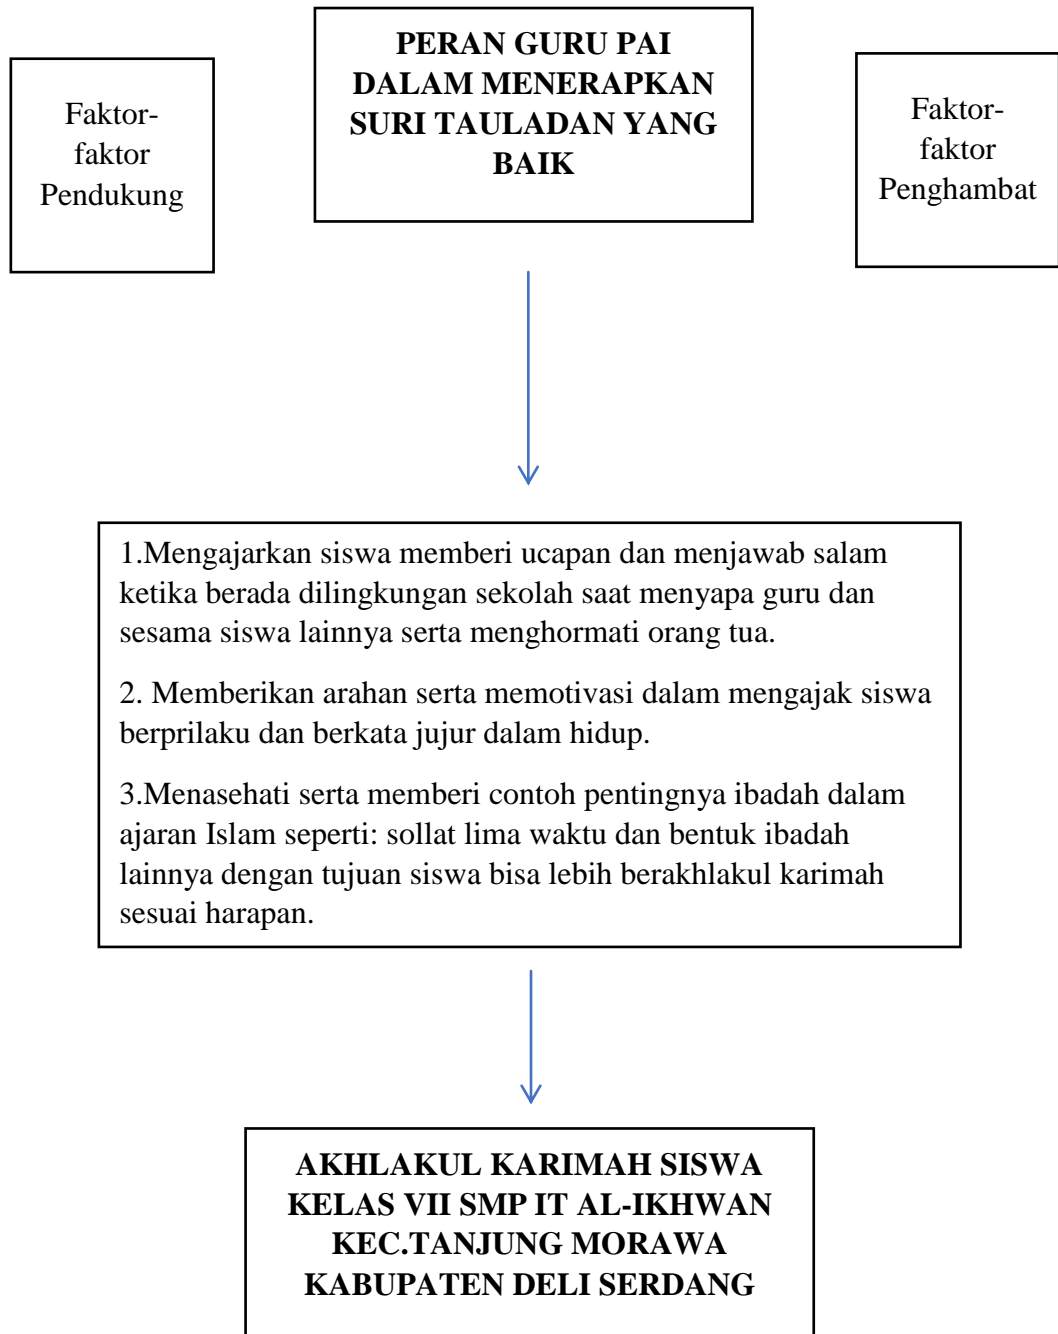 Faktor-
faktor
Pendukung
PERAN GURU PAI
DALAM MENERAPKAN
SURI TAULADAN YANG
BAIK
Faktor-
faktor
Penghambat
1.Mengajarkan siswa memberi ucapan dan menjawab salam
ketika berada dilingkungan sekolah saat menyapa guru dan
sesama siswa lainnya serta menghormati orang tua.
2. Memberikan arahan serta memotivasi dalam mengajak siswa
berprilaku dan berkata jujur dalam hidup.
3.Menasehati serta memberi contoh pentingnya ibadah dalam
ajaran Islam seperti: sollat lima waktu dan bentuk ibadah
lainnya dengan tujuan siswa bisa lebih berakhlakul karimah
sesuai harapan.
AKHLAKUL KARIMAH SISWA
KELAS VII SMP IT AL-IKHWAN
KEC.TANJUNG MORAWA
KABUPATEN DELI SERDANG